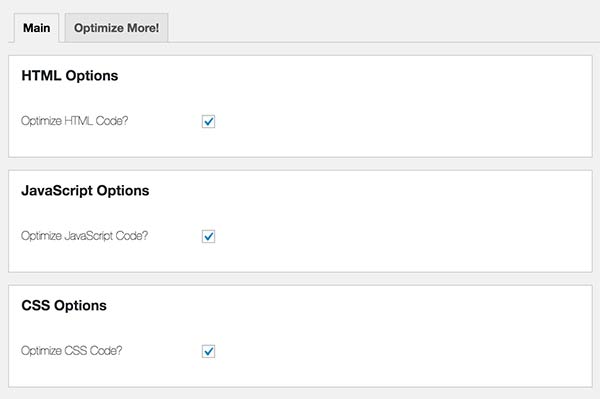 Main
Optimize More!
HTML Options
Optimize HTML Code?
JavaScript Options
Optimize JavaScript Code?
CSS Options
Optimize CSS Code?